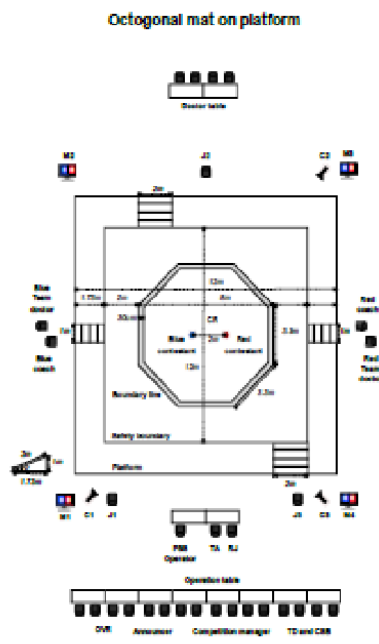 Octogonal mat on platform
Doctor table
M2
J2
C2
M3
2m
12m
1.73m
2m
8m
Blue
Team
doctor
Red
coach
30cm
CR
1m
Blue
contestant
2m
Red
contestant
3.3m
1m
Blue
coach
Red
Team
doctor
12m
Boundary line
3.3m
Safety boundary
2m
1m
Platform
1.73m
2m
M1
C1
J1
J3
C3
M4
PSS
Operator
TA
RJ
Operation table
OVR
Announcer
Competition manager
TD and CSB